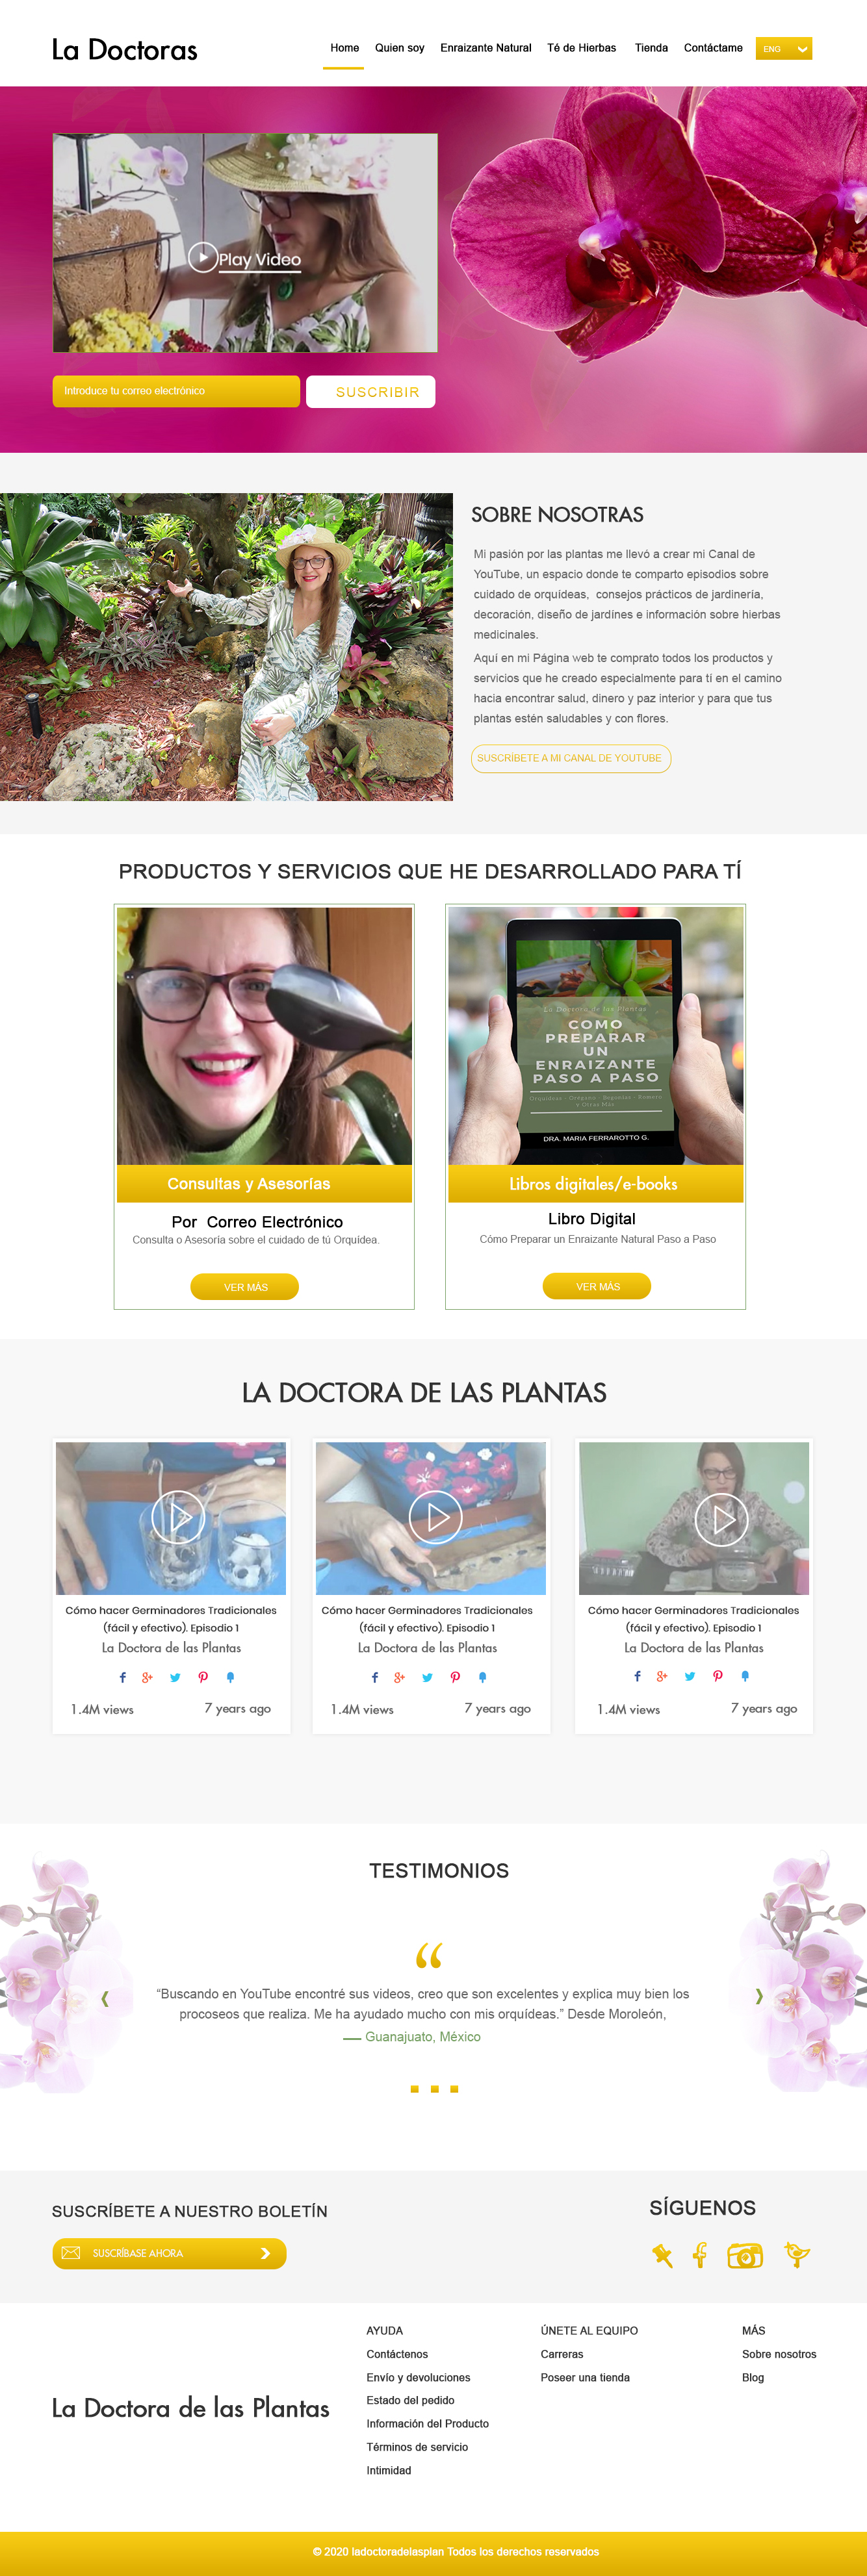 La Doctoras
Home Quien soy Enraizante Natural Té de Hierbas Tienda Contáctame ENG
Play Video
Introduce tu correo electrónico
SUSCRIBIR
SOBRE NOSOTRAS
Mi pasión por las plantas me llevó a crear mi Canal de
YouTube, un espacio donde te comparto episodios sobre
cuidado de orquídeas, consejos prácticos de jardinería,
decoración, diseño de jardínes e información sobre hierbas
medicinales.
Aquí en mi Página web te comprato todos los productos y
servicios que he creado especialmente para tí en el camino
hacia encontrar salud, dinero y paz interior y para que tus
plantas estén saludables y con flores.
SUSCRÍBETE A MI CANAL DE YOUTUBE
PRODUCTOS Y SERVICIOS QUE HE DESARROLLADO PARA TÍ
Consultas y Asesorías
Por Correo Electrónico
Consulta o Asesoría sobre el cuidado de tú Orquídea.
VER MÁS
La Doctora de las Plantas
COMO
PREPARAR
UN
ENRAIZANTE
PASO A PASO
Orquídeas - Orégano - Begonias - Romero
e Otras Más
DRA. MARIA FERRAROTTO G.
Libros digitales/e-books
Libro Digital
Cómo Preparar un Enraizante Natural Paso a Paso
VER MÁS
LA DOCTORA DE LAS PLANTAS
Cómo hacer Germinadores Tradicionales
(fácil y efectivo). Episodio 1
La Doctora de las Plantas
1.4M views 7 years ago
Cómo hacer Germinadores Tradicionales
(fácil y efectivo). Episodio 1
La Doctora de las Plantas
1.4M views 7 years ago
Cómo hacer Germinadores Tradicionales
(fácil y efectivo). Episodio 1
La Doctora de las Plantas
1.4M views 7 years ago
TESTIMONIOS
“
“Buscando en YouTube encontré sus videos, creo que son excelentes y explica muy bien los
procoseos que realiza. Me ha ayudado mucho con mis orquídeas.” Desde Moroleón,
Guanajuato, México
SUSCRÍBETE A NUESTRO BOLETÍN
SUSCRÍBASE AHORA
SÍGUENOS
La Doctora de las Plantas
AYUDA
Contáctenos
Envío y devoluciones
Estado del pedido
Información del Producto
Términos de servicio
Intimidad
ÚNETE AL EQUIPO
Carreras
Poseer una tienda
MÁS
Sobre nosotros
Blog
© 2020 ladoctoradelasplan Todos los derechos reservados